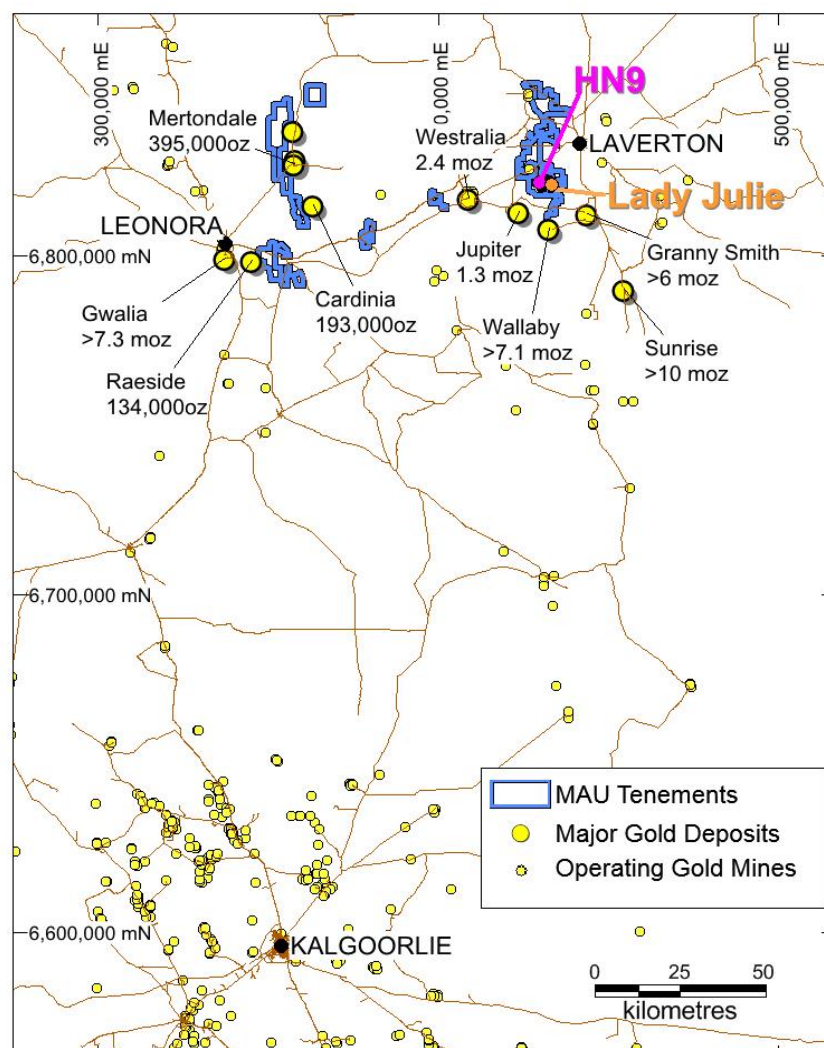 300,000 mE
0,000 mE
500,000 mE
HN9
Mertondale
395,000oz
Westralia
2.4 moz
LAVERTON
Lady Julie
LEONORA
6,800,000 mN
Jupiter
1.3 moz
Granny Smith
>6 moz
Gwalia
>7.3 moz
Cardinia
193,000oz
Wallaby
>7.1 moz
Sunrise
>10 moz
Raeside
134,000oz
6,700,000 mN
MAU Tenements
Major Gold Deposits
Operating Gold Mines
6,600,000 mN
KALGOORLIE
0 25 50
kilometres